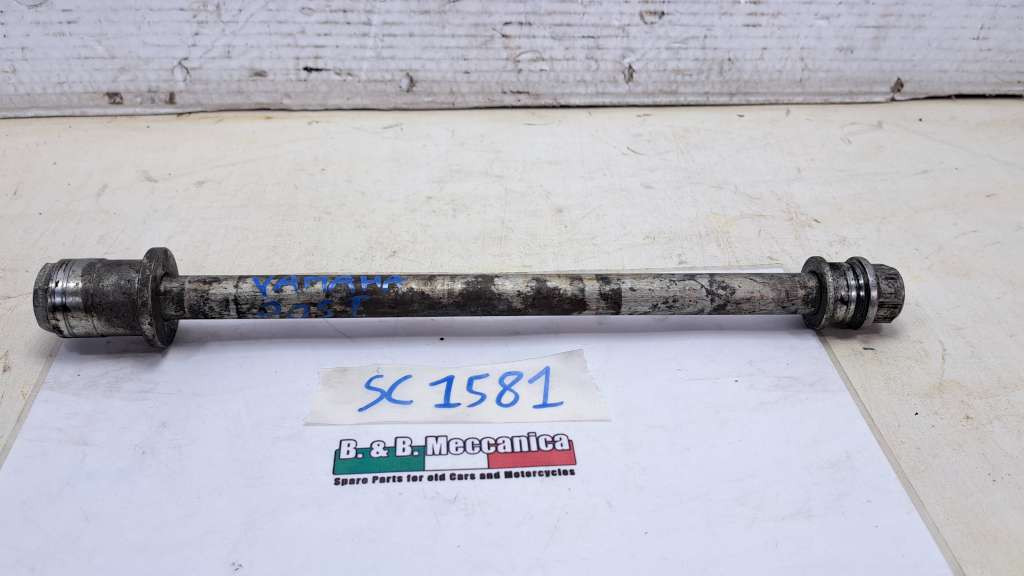 YAMAHA
SC 1581
B. & B. Meccanica
Spare Parts for old Cars and Motorcycles